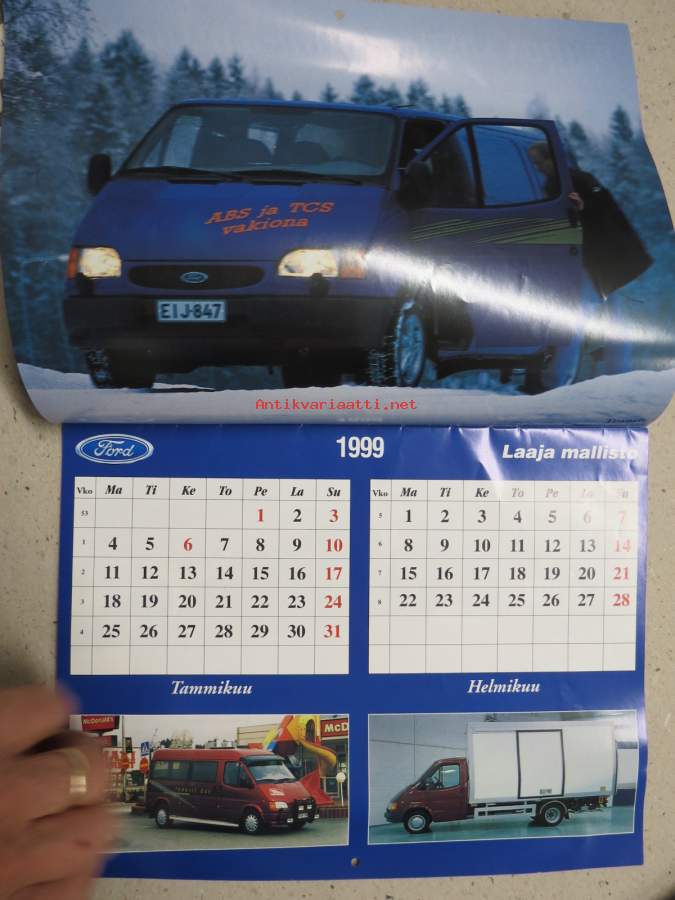 ABS ja TCS
vakiona
Ford
EIJ-847
Antikvariaatti.net
Ford
1999
Laaja mallisto
Vko Ma Ti Ke To Pe La Su
53 1 2 3
1 4 5 6 7 8 9 10
2 11 12 13 14 15 16 17
3 18 19 20 21 22 23 24
4 25 26 27 28 29 30 31
Tammikuu
Vko Ma Ti Ke To Pe La Su
5 1 2 3 4 5 6 7
6 8 9 10 11 12 13 14
7 15 16 17 18 19 20 21
8 22 23 24 25 26 27 28
Helmikuu
McDonald's
McD